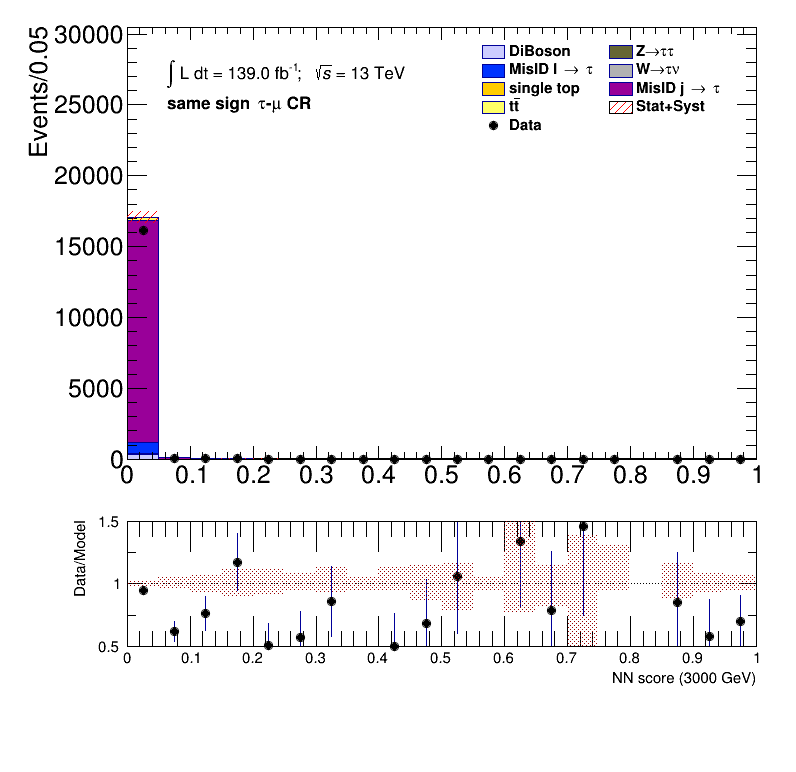 Events/0.05
30000
25000
20000
15000
10000
5000
0
∫ L dt = 139.0 fb⁻¹; √s = 13 TeV
same sign τ-μ CR
DiBoson
MisID l → τ
single top
tt̄
Data
Z→ττ
W→τν
MisID j → τ
Stat+Syst
0 0.1 0.2 0.3 0.4 0.5 0.6 0.7 0.8 0.9 1
Data/Model
1.5
1
0.5
0 0.1 0.2 0.3 0.4 0.5 0.6 0.7 0.8 0.9 1
NN score (3000 GeV)